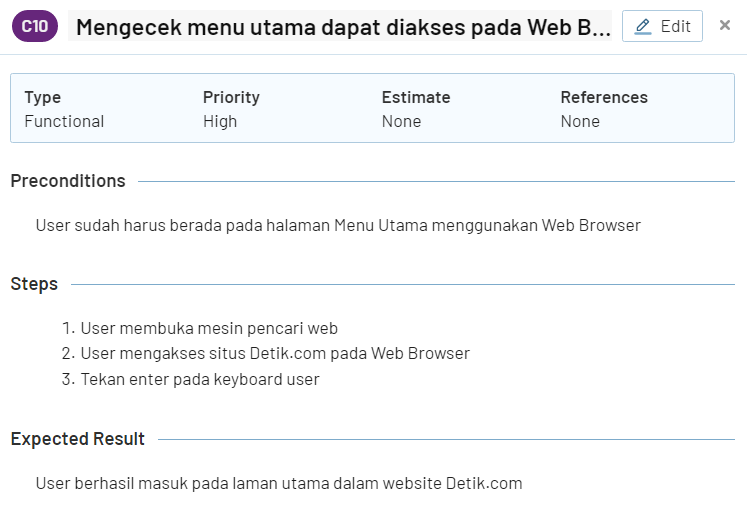 C10 Mengecek menu utama dapat diakses pada Web B... Edit ×
Type Priority Estimate References
Functional High None None
Preconditions
User sudah harus berada pada halaman Menu Utama menggunakan Web Browser
Steps
1. User membuka mesin pencari web
2. User mengakses situs Detik.com pada Web Browser
3. Tekan enter pada keyboard user
Expected Result
User berhasil masuk pada laman utama dalam website Detik.com